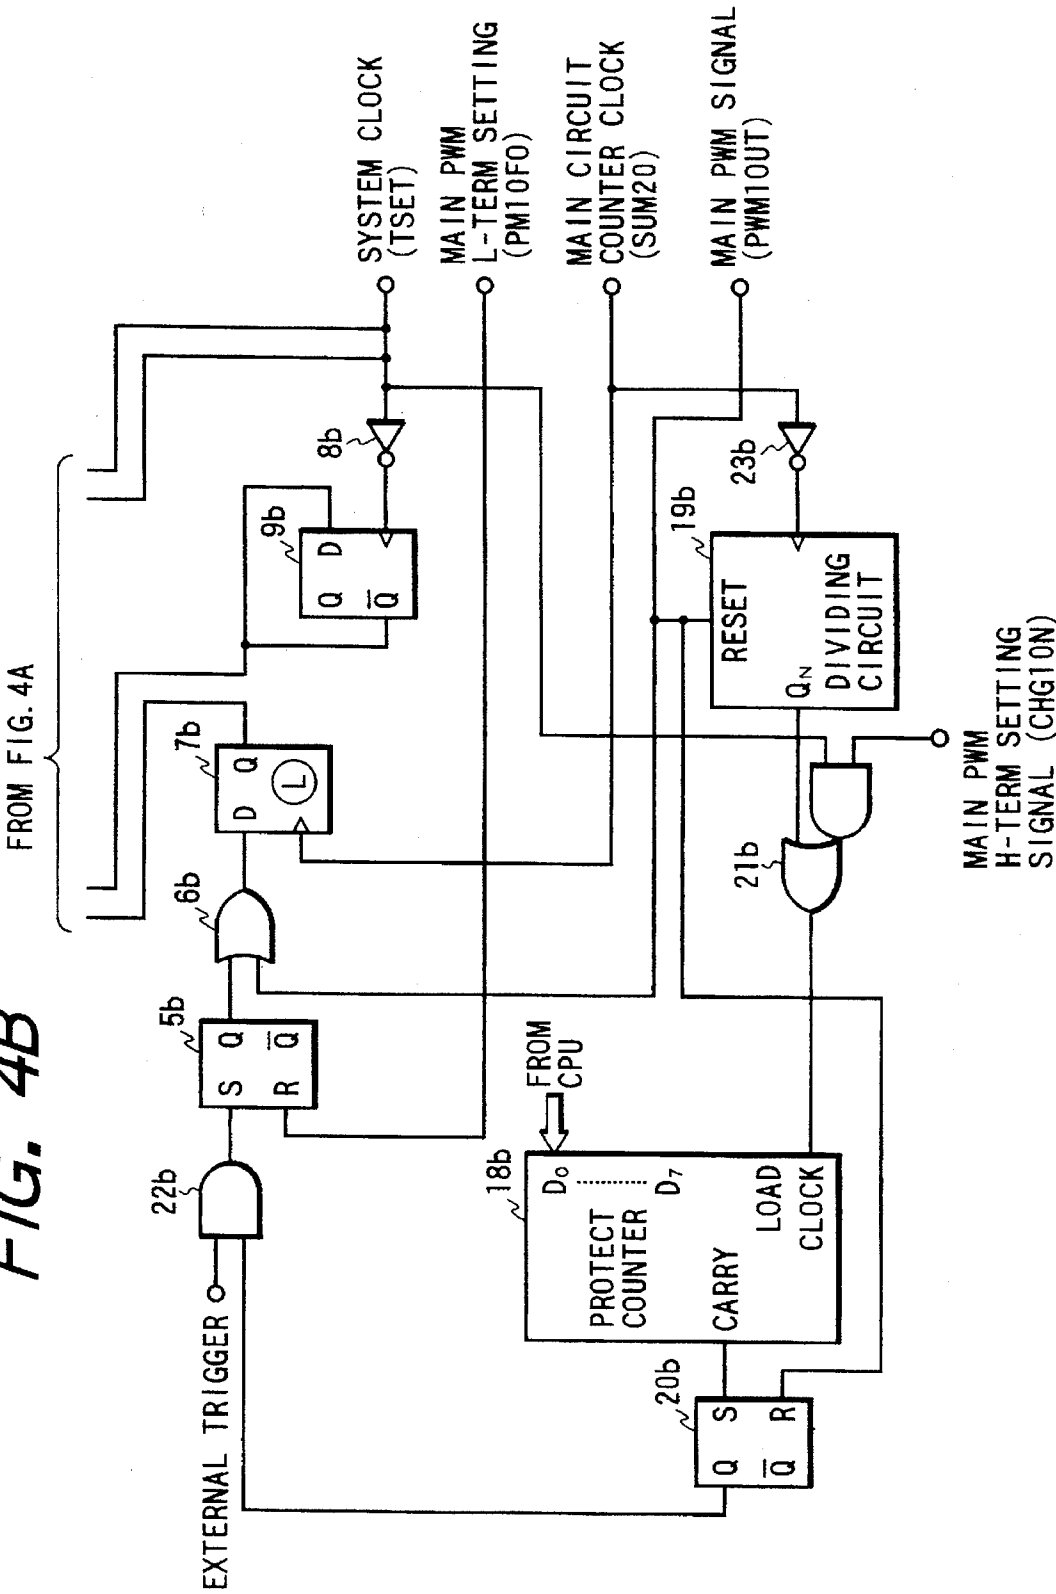 FIG. 4B
FROM FIG. 4A
EXTERNAL TRIGGER
22b
5b
S Q
R Q
6b
7b
D Q
L
9b
Q D
Q
8b
SYSTEM CLOCK
(TSET)
MAIN PWM
L-TERM SETTING
(PM10F0)
MAIN CIRCUIT
COUNTER CLOCK
(SUM20)
MAIN PWM SIGNAL
(PWM10UT)
18b
FROM
CPU
D0
D7
PROTECT
COUNTER
CARRY
LOAD
CLOCK
20b
Q S
Q R
21b
19b
RESET
QN
DIVIDING
CIRCUIT
23b
MAIN PWM
H-TERM SETTING
SIGNAL (CHG10N)